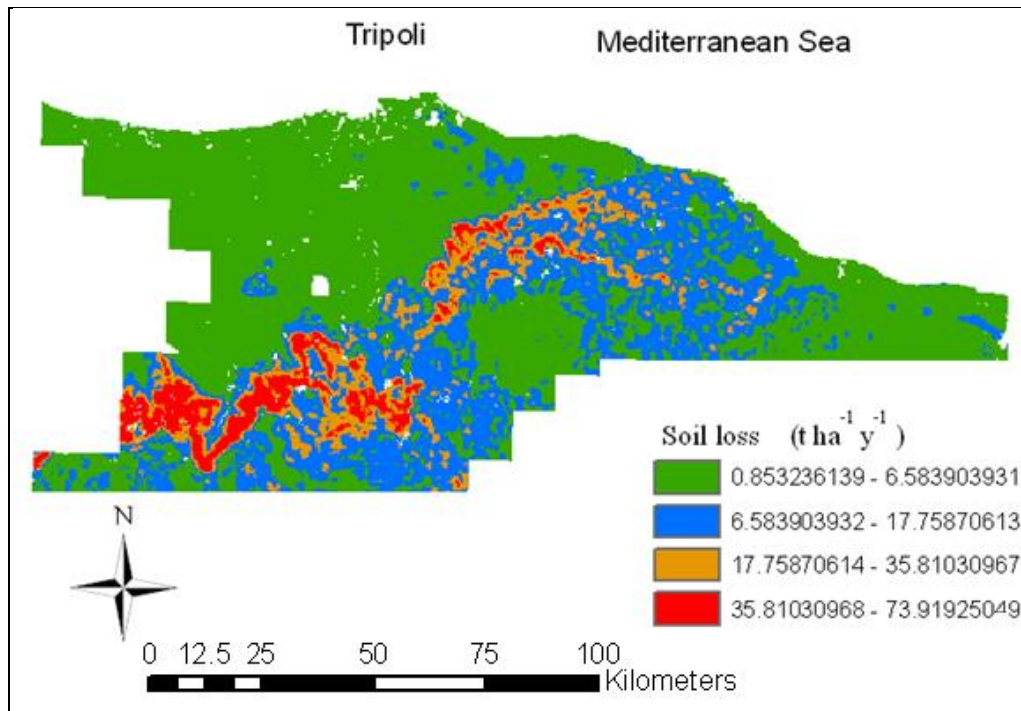 Tripoli
Mediterranean Sea
Soil loss (t ha⁻¹ y⁻¹)
0.853236139 - 6.583903931
6.583903932 - 17.75870613
17.75870614 - 35.81030967
35.81030968 - 73.91925049
N
0 12.5 25 50 75 100
Kilometers